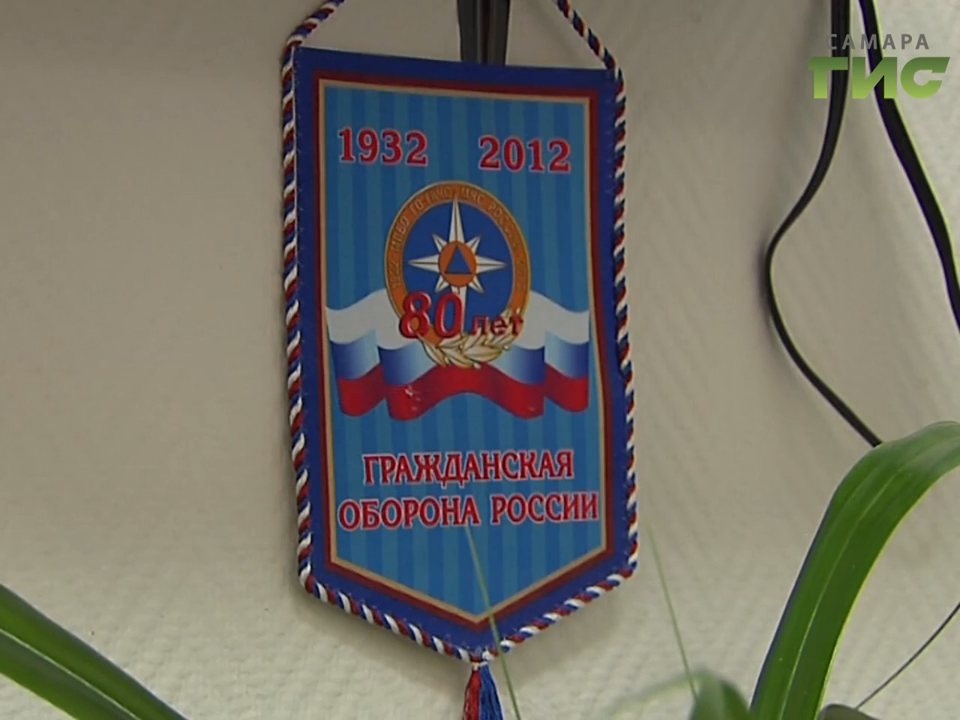 САМАРА
ГИС
1932 2012
80 лет
ГРАЖДАНСКАЯ
ОБОРОНА РОССИИ